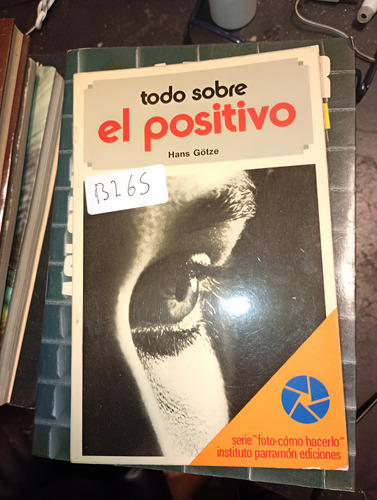 todo sobre
el positivo
Hans Götze
B265
serie "foto-cómo hacerlo"
instituto parramón ediciones